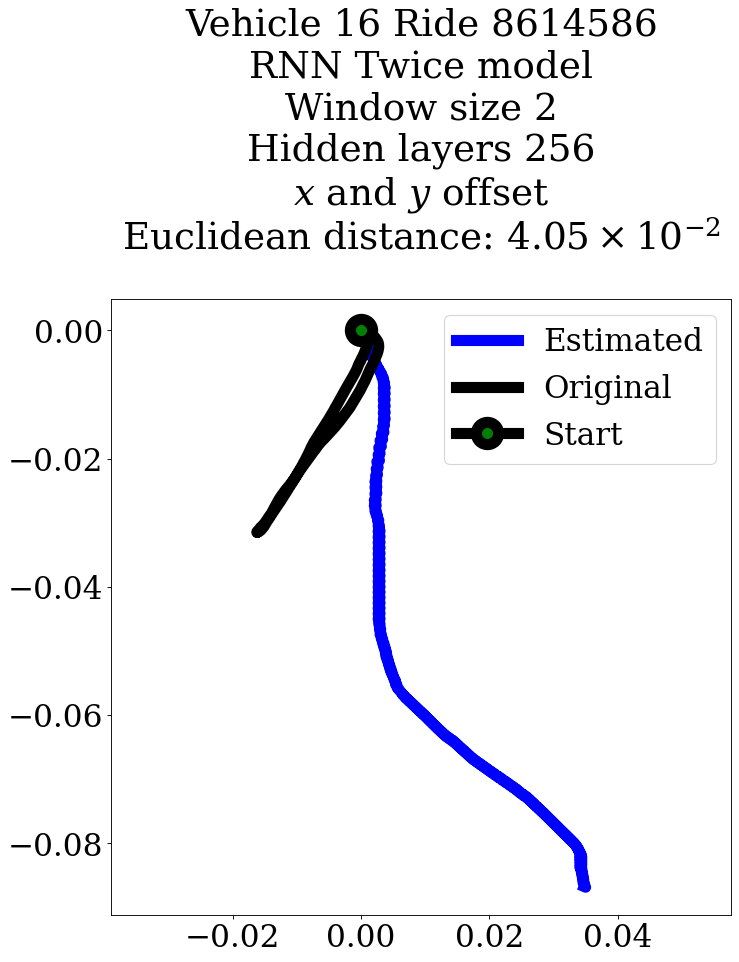 Vehicle 16 Ride 8614586
RNN Twice model
Window size 2
Hidden layers 256
x and y offset
Euclidean distance: 4.05 × 10⁻²
Estimated
Original
Start
0.00
−0.02
−0.04
−0.06
−0.08
−0.02 0.00 0.02 0.04